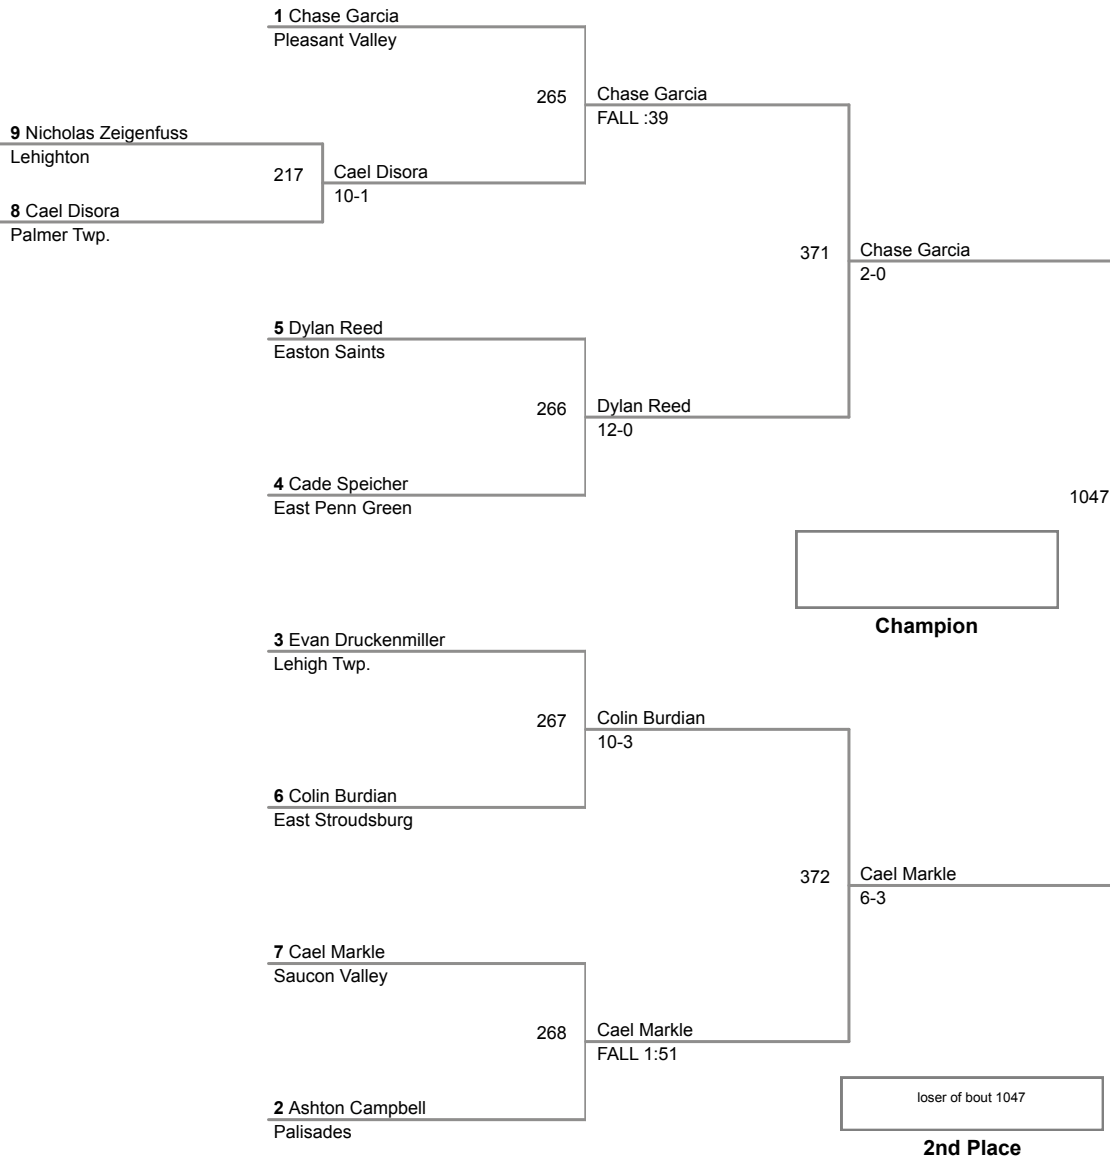 1 Chase Garcia
Pleasant Valley
265
Chase Garcia
FALL :39
9 Nicholas Zeigenfuss
Lehighton
217
Cael Disora
10-1
8 Cael Disora
Palmer Twp.
371
Chase Garcia
2-0
5 Dylan Reed
Easton Saints
266
Dylan Reed
12-0
4 Cade Speicher
East Penn Green
1047
Champion
3 Evan Druckenmiller
Lehigh Twp.
267
Colin Burdian
10-3
6 Colin Burdian
East Stroudsburg
372
Cael Markle
6-3
7 Cael Markle
Saucon Valley
268
Cael Markle
FALL 1:51
2 Ashton Campbell
Palisades
loser of bout 1047
2nd Place